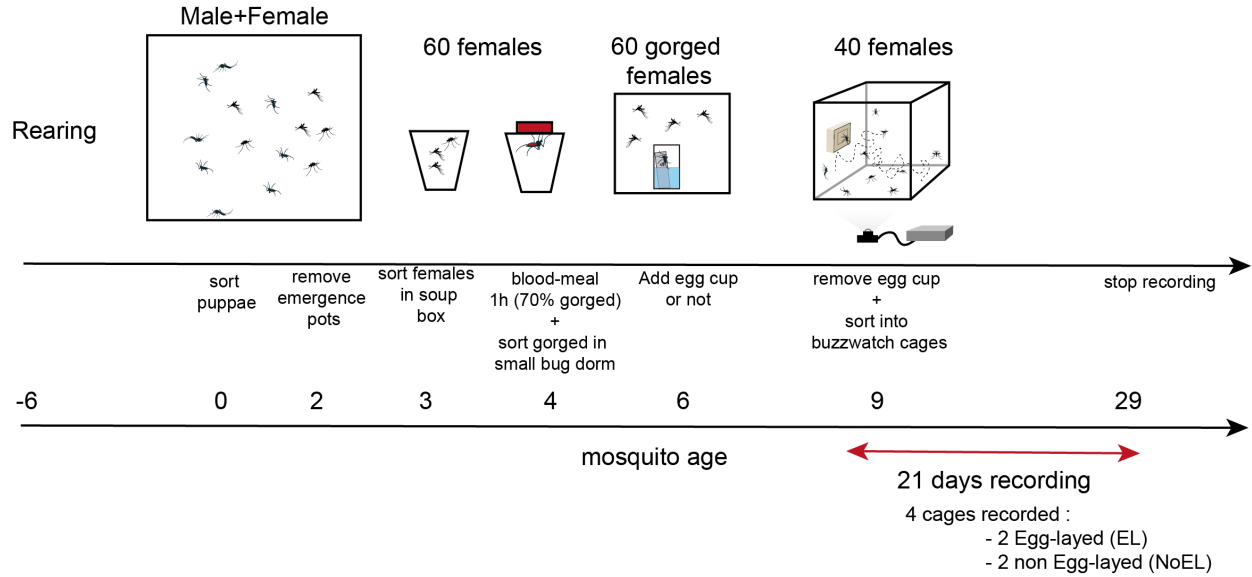 Male+Female
60 females
60 gorged
females
40 females
Rearing
sort
puppae
remove
emergence
pots
sort females
in soup
box
blood-meal
1h (70% gorged)
+
sort gorged in
small bug dorm
Add egg cup
or not
remove egg cup
+
sort into
buzzwatch cages
stop recording
-6
0
2
3
4
6
9
29
mosquito age
21 days recording
4 cages recorded :
- 2 Egg-layed (EL)
- 2 non Egg-layed (NoEL)